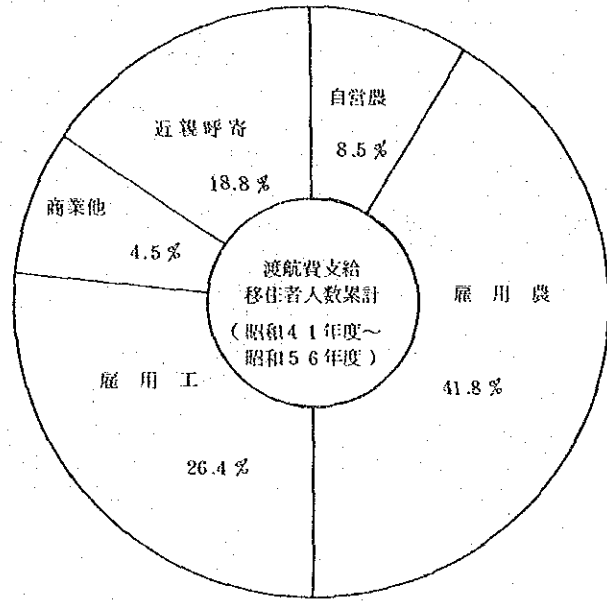 自営農
8.5%
近親呼寄
18.8%
商業他
4.5%
渡航費支給
移住者人数累計
(昭和41年度〜
昭和56年度)
雇用農
41.8%
雇用工
26.4%